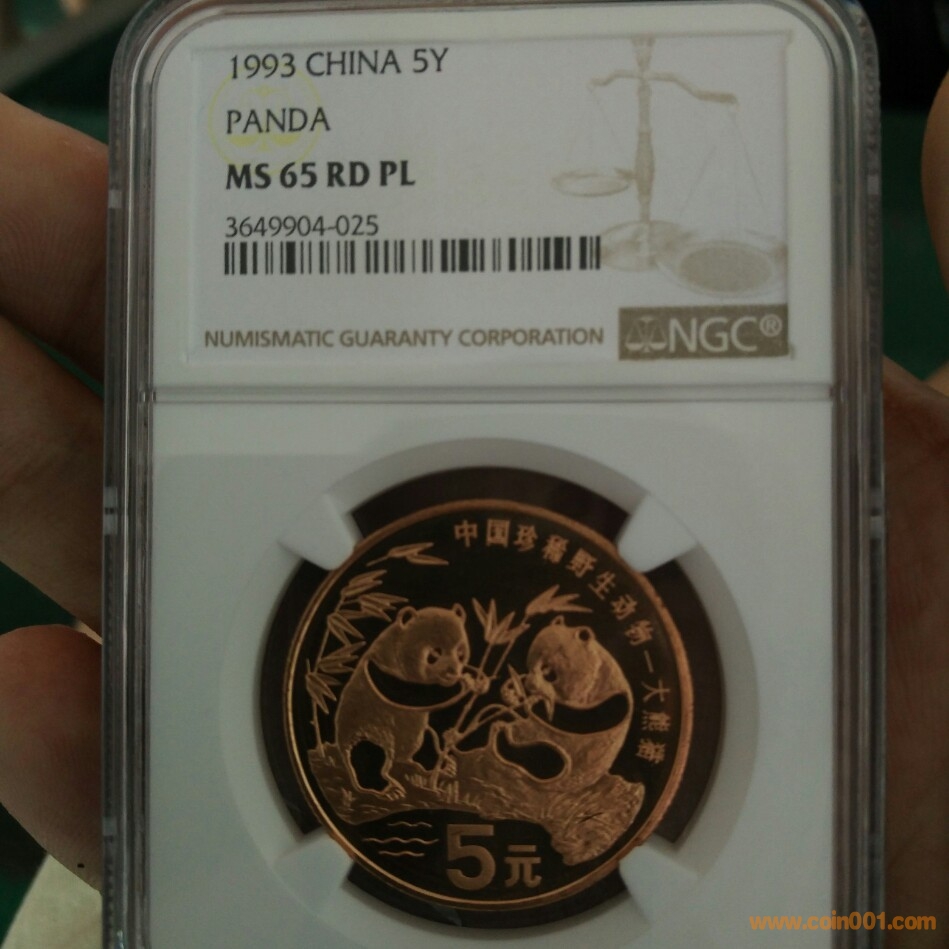 1993 CHINA 5Y
PANDA
MS 65 RD PL
3649904-025
NUMISMATIC GUARANTY CORPORATION
NGC®
中国珍稀野生动物一大熊猫
5元
www.coin001.com